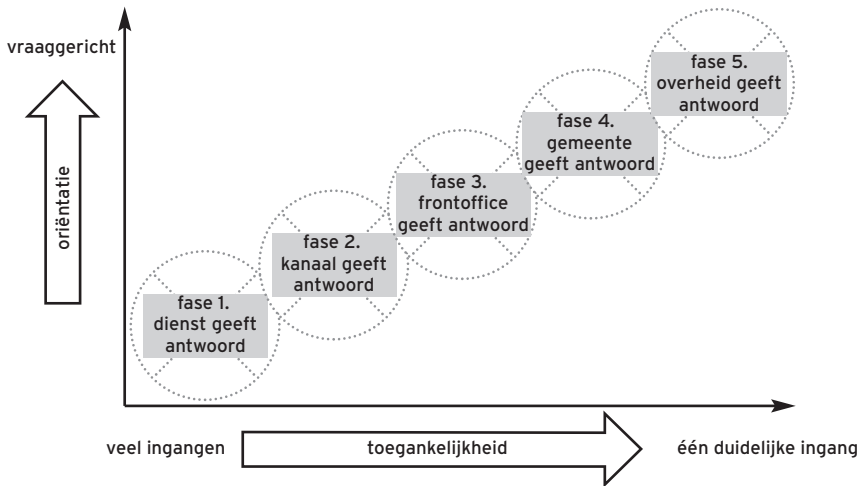 vraaggericht
oriëntatie
fase 1.
dienst geeft
antwoord
fase 2.
kanaal geeft
antwoord
fase 3.
frontoffice
geeft antwoord
fase 4.
gemeente
geeft antwoord
fase 5.
overheid geeft
antwoord
veel ingangen
toegankelijkheid
één duidelijke ingang